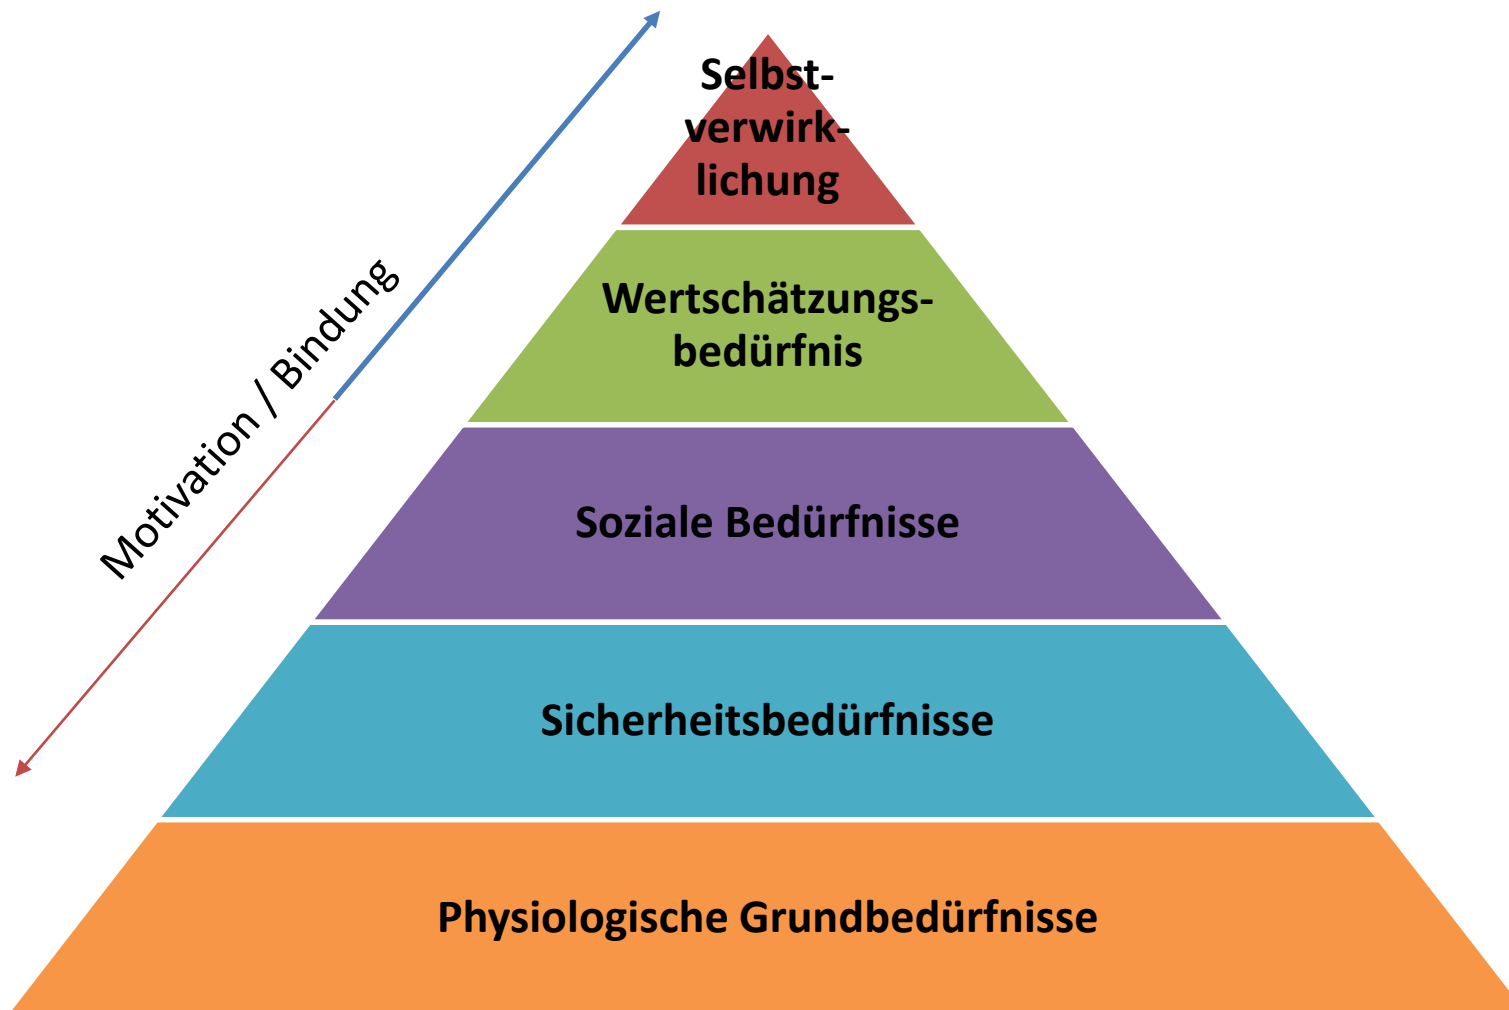 Selbst-
verwirk-
lichung
Wertschätzungs-
bedürfnis
Motivation / Bindung
Soziale Bedürfnisse
Sicherheitsbedürfnisse
Physiologische Grundbedürfnisse